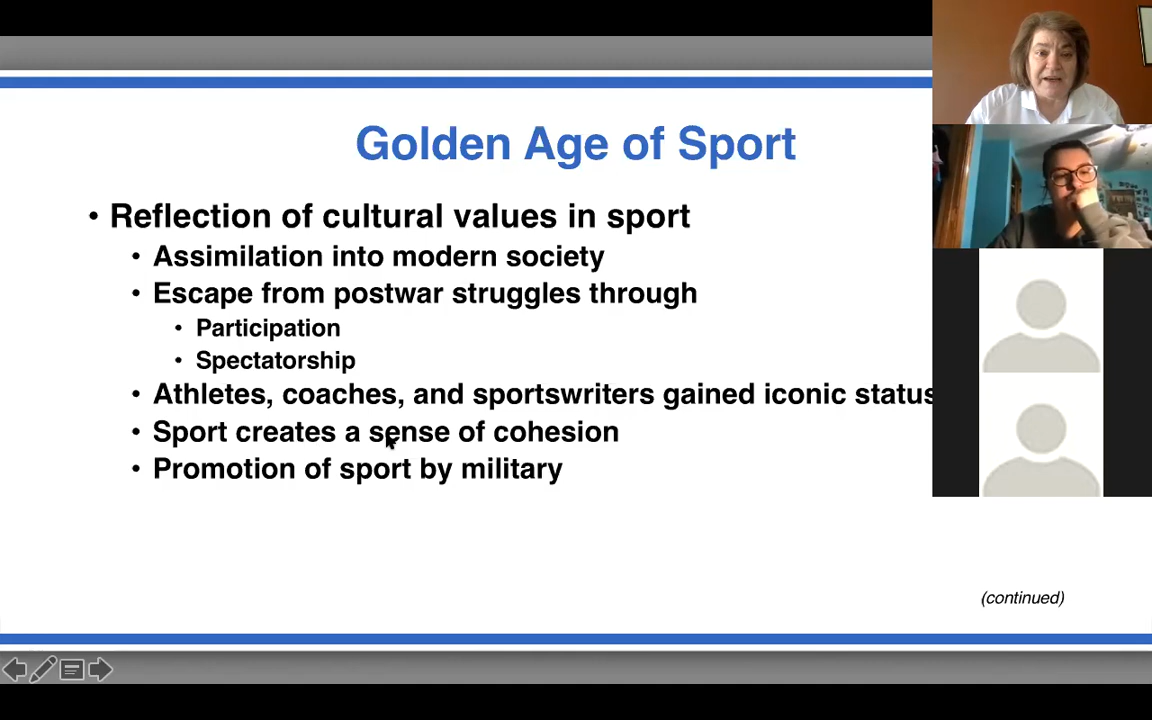 Golden Age of Sport
• Reflection of cultural values in sport
• Assimilation into modern society
• Escape from postwar struggles through
• Participation
• Spectatorship
• Athletes, coaches, and sportswriters gained iconic status
• Sport creates a sense of cohesion
• Promotion of sport by military
(continued)